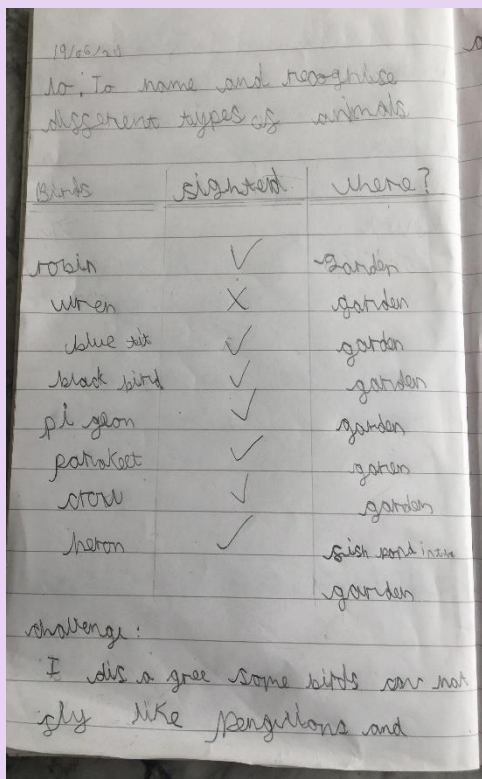 19/06/20
Lo: To name and recognise
different types of animals
Birds sighted where?
robin ✓ garden
wren X garden
blue tit ✓ garden
black bird ✓ garden
pi geon ✓ garden
parakeet ✓ garen
crow ✓ garden
heron ✓ fish pond in
garden
challenge:
I dis a gree some birds can not
fly like penguions and